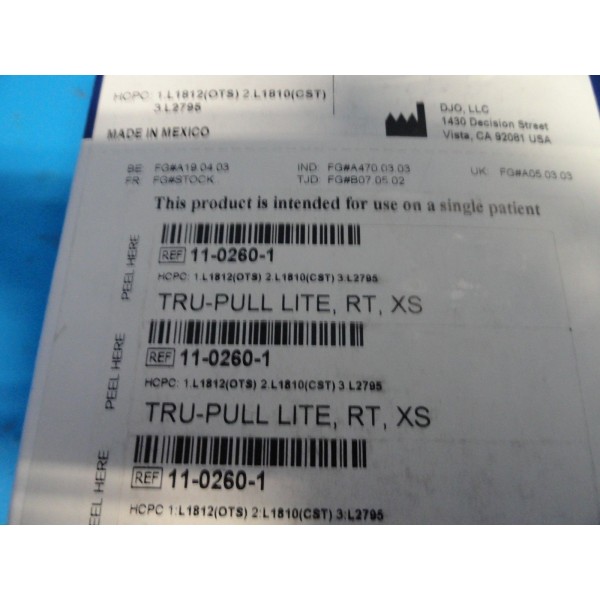 HCPC: 1.L1812(OTS) 2.L1810(CST)
3.L2795
MADE IN MEXICO
DJO, LLC
1430 Decision Street
Vista, CA 92081 USA
BE: FG#A19.04.03 IND: FG#A470.03.03 UK: FG#A05.03.03
FR: FG#STOCK TJD: FG#B07.05.02
This product is intended for use on a single patient
PEEL HERE
REF 11-0260-1
HCPC: 1.L1812(OTS) 2.L1810(CST) 3.L2795
TRU-PULL LITE, RT, XS
PEEL HERE
REF 11-0260-1
HCPC: 1.L1812(OTS) 2.L1810(CST) 3.L2795
TRU-PULL LITE, RT, XS
PEEL HERE
REF 11-0260-1
HCPC: 1.L1812(OTS) 2.L1810(CST) 3.L2795